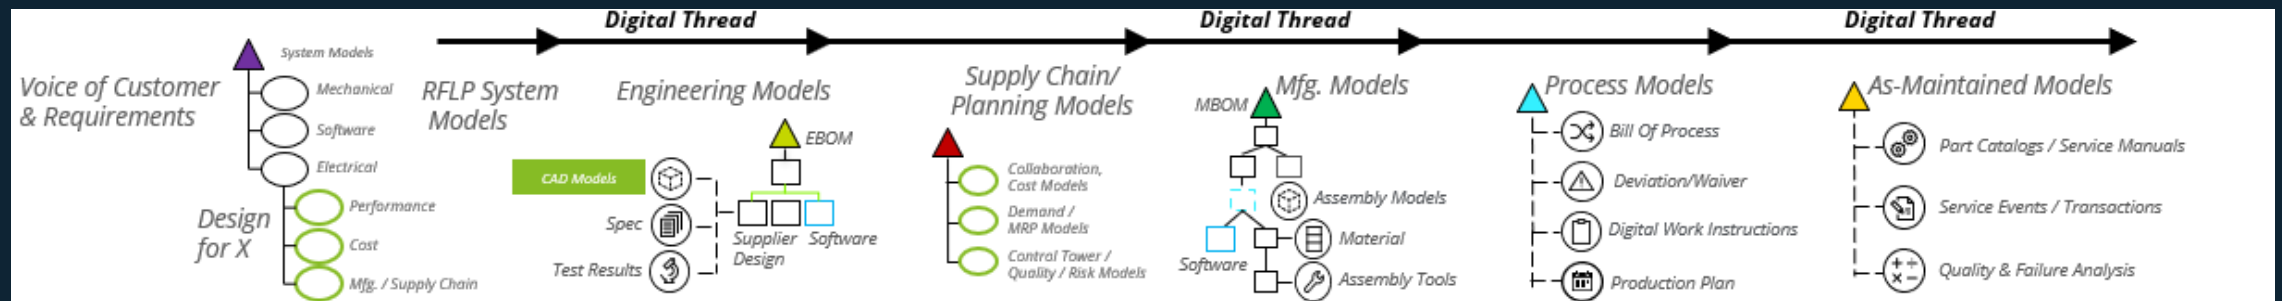 Digital Thread
Digital Thread
Digital Thread
Voice of Customer
& Requirements
System Models
Mechanical
Software
Electrical
Design
for X
Performance
Cost
Mfg. / Supply Chain
RFLP System
Models
Engineering Models
EBOM
CAD Models
Spec
Test Results
Supplier
Design
Software
Supply Chain/
Planning Models
Collaboration,
Cost Models
Demand /
MRP Models
Control Tower /
Quality / Risk Models
MBOM
Mfg. Models
Assembly Models
Software
Material
Assembly Tools
Process Models
Bill Of Process
Deviation/Waiver
Digital Work Instructions
Production Plan
As-Maintained Models
Part Catalogs / Service Manuals
Service Events / Transactions
Quality & Failure Analysis